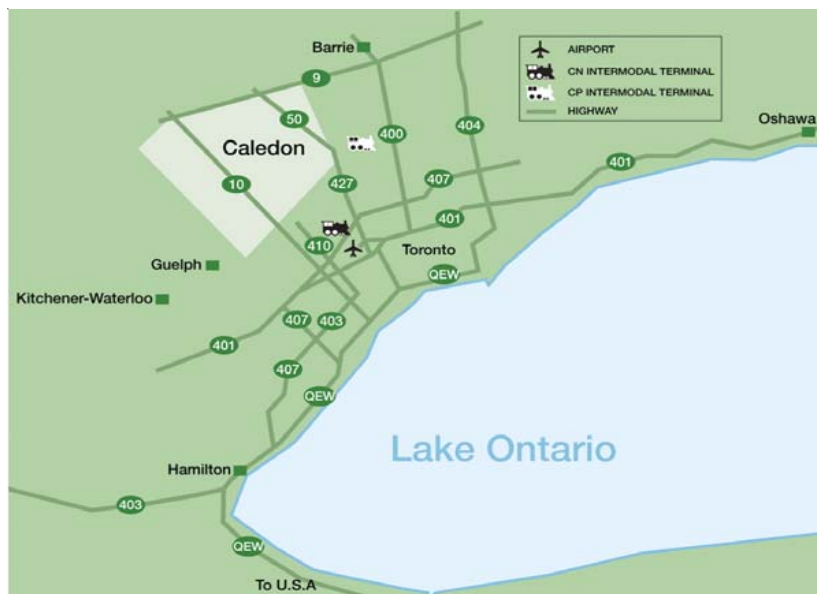 Barrie
AIRPORT
CN INTERMODAL TERMINAL
CP INTERMODAL TERMINAL
HIGHWAY
9
50
400
404
Oshawa
Caledon
10
427
407
401
401
410
Toronto
Guelph
QEW
Kitchener-Waterloo
407
403
401
407
QEW
Lake Ontario
Hamilton
403
QEW
To U.S.A